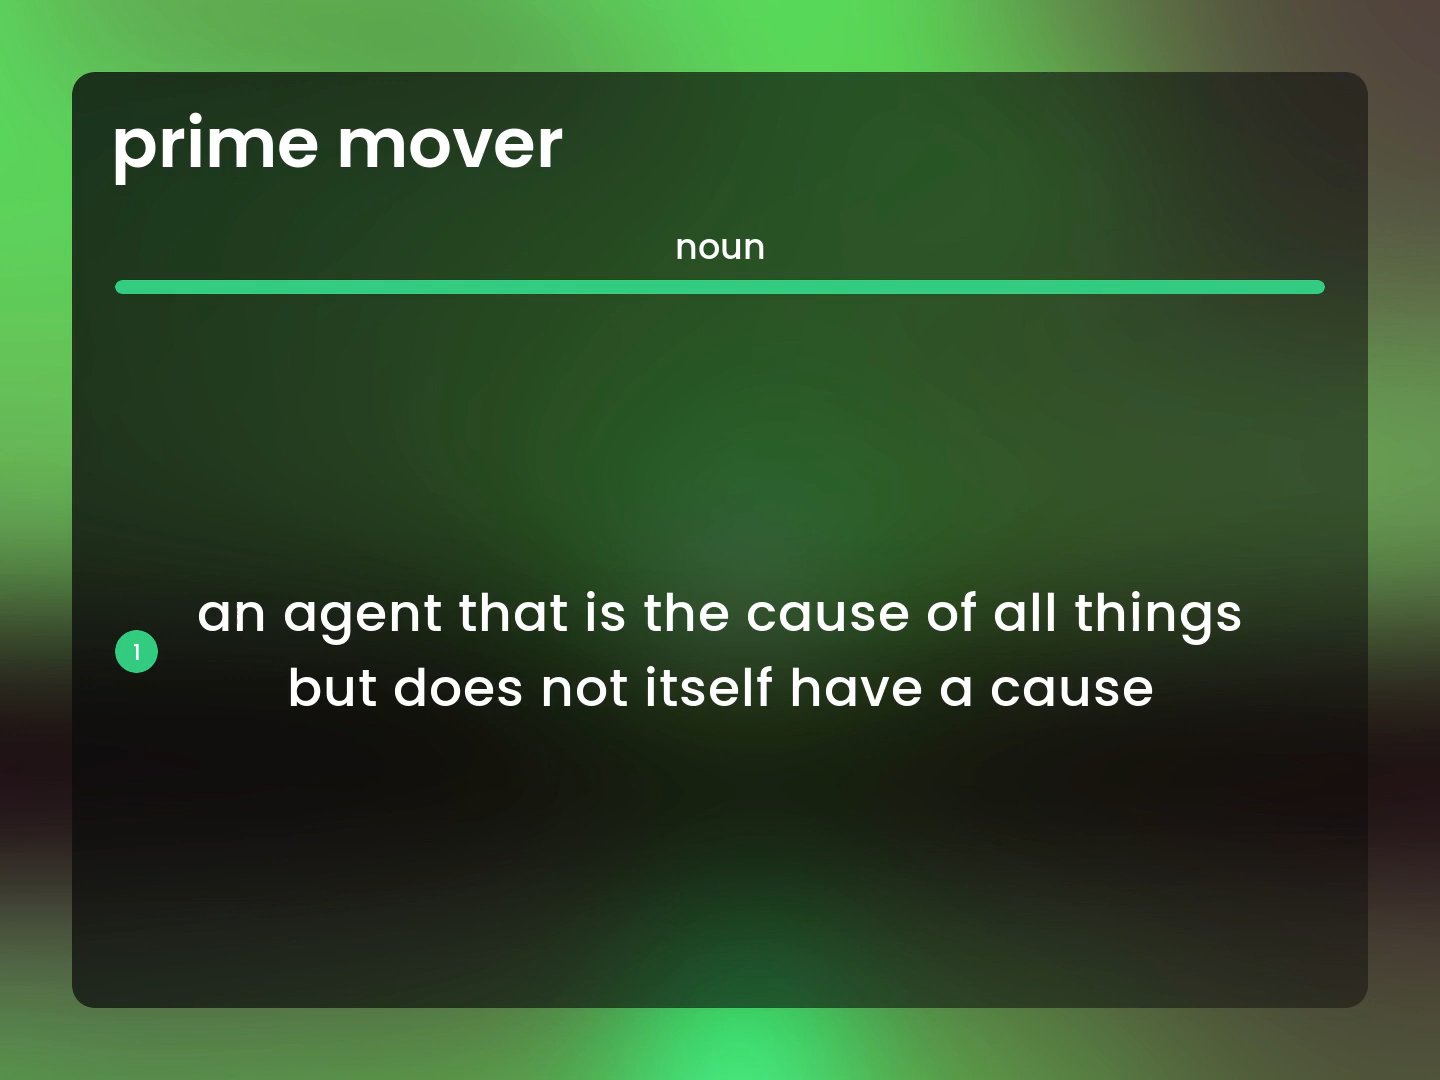 prime mover
noun
1
an agent that is the cause of all things
but does not itself have a cause